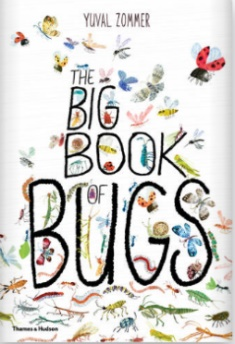 YUVAL ZOMMER
THE
BIG
BOOK
OF
BUGS
Thames & Hudson